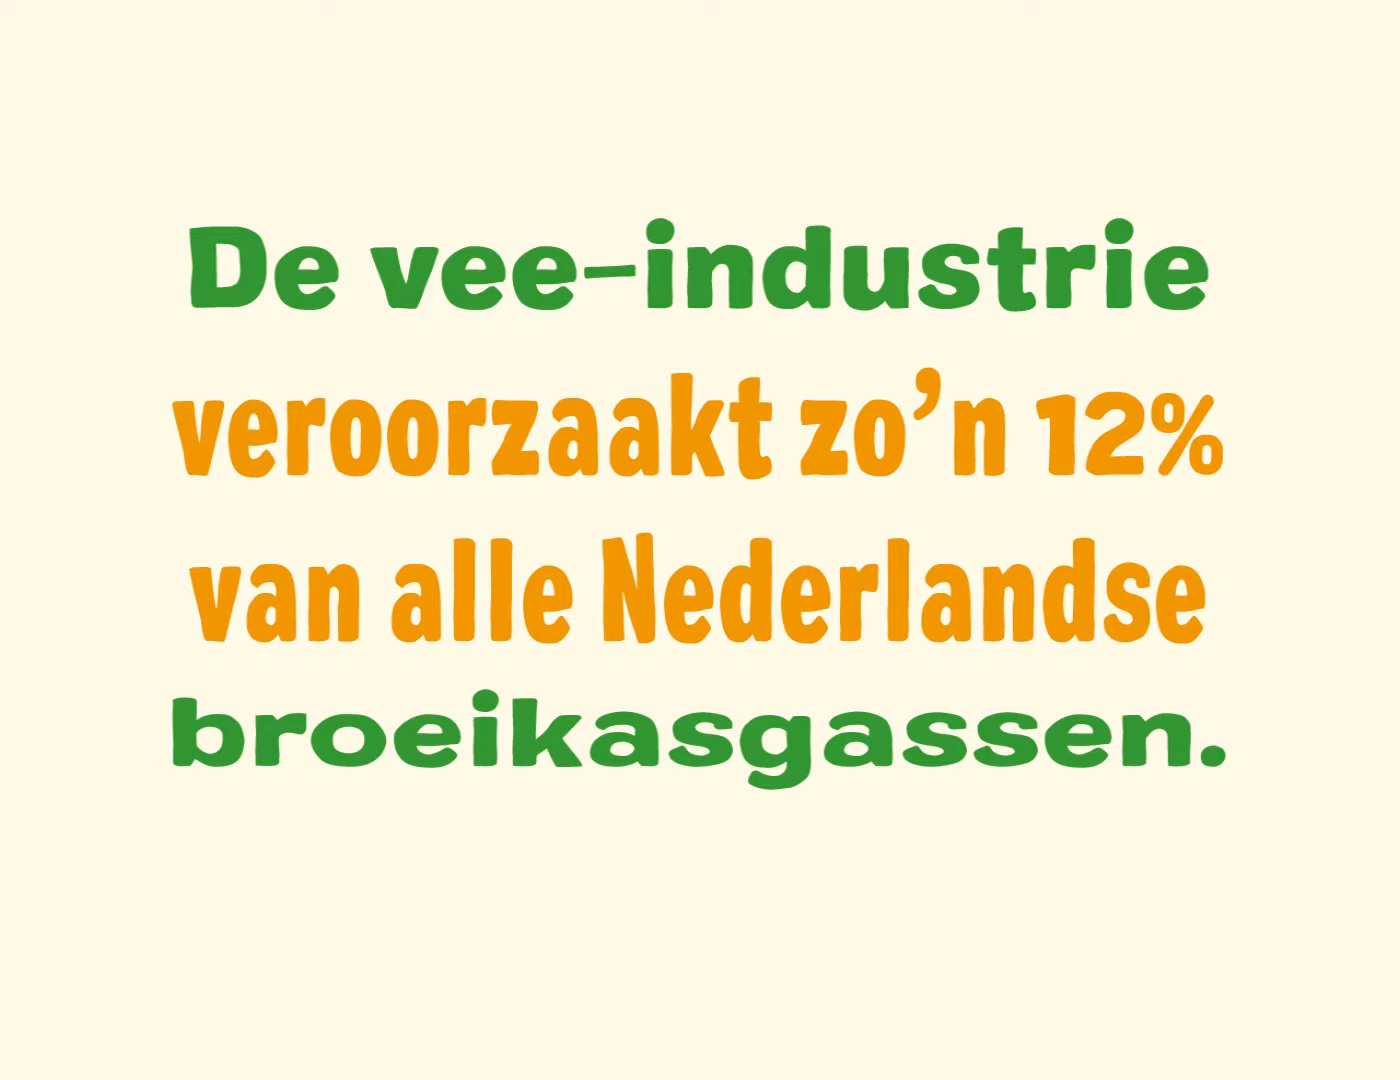 De vee-industrie
veroorzaakt zo’n 12%
van alle Nederlandse
broeikasgassen.